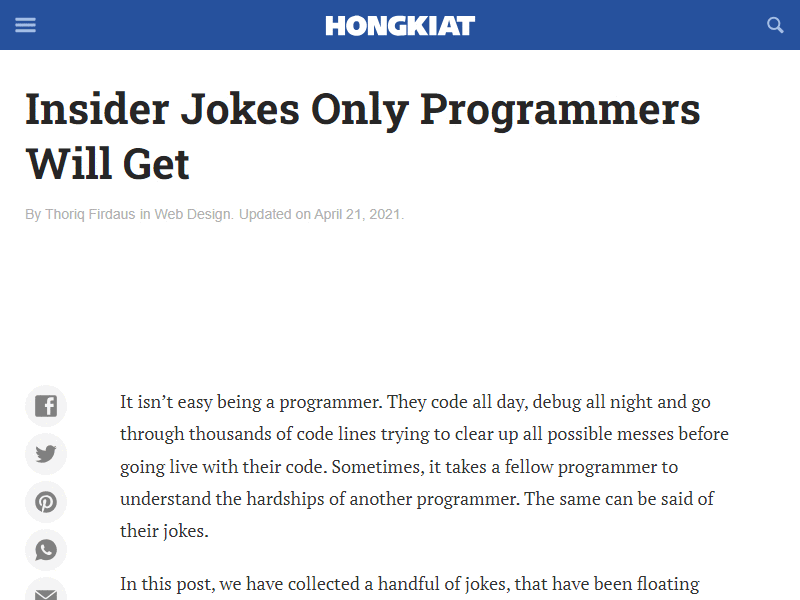 HONGKIAT
Insider Jokes Only Programmers
Will Get
By Thoriq Firdaus in Web Design. Updated on April 21, 2021.
It isn’t easy being a programmer. They code all day, debug all night and go
through thousands of code lines trying to clear up all possible messes before
going live with their code. Sometimes, it takes a fellow programmer to
understand the hardships of another programmer. The same can be said of
their jokes.
In this post, we have collected a handful of jokes, that have been floating